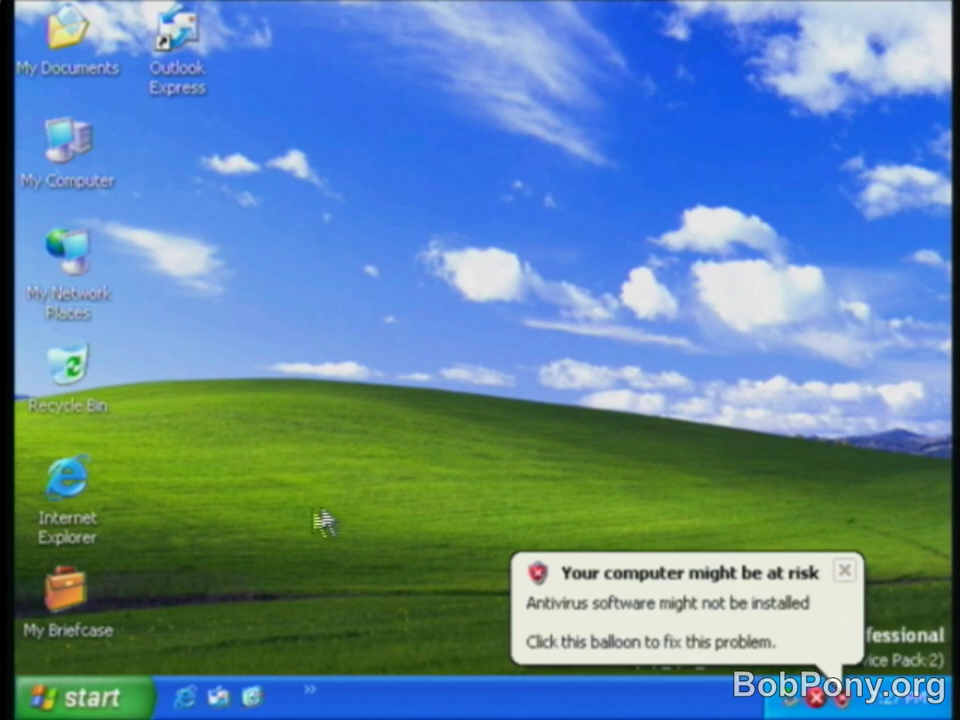 My Documents
Outlook
Express
My Computer
My Network
Places
Recycle Bin
Internet
Explorer
My Briefcase
Your computer might be at risk
Antivirus software might not be installed
Click this balloon to fix this problem.
fessional
vice Pack 2)
start
BobPony.org